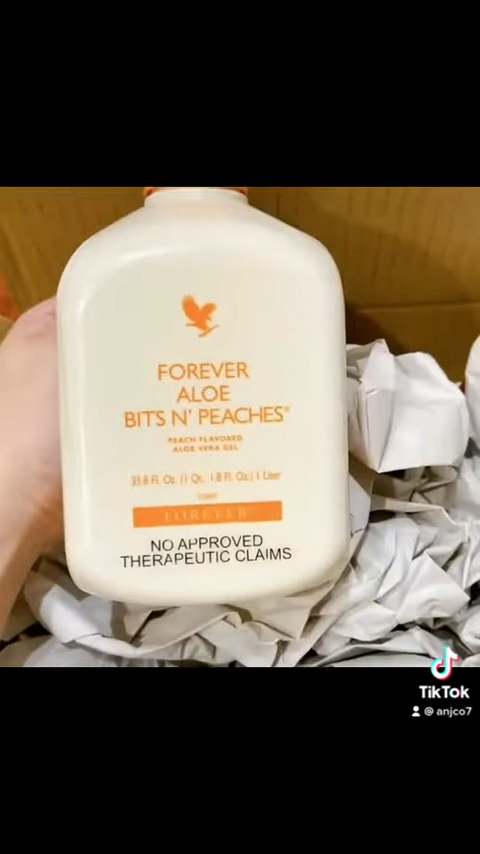 FOREVER
ALOE
BITS N' PEACHES®
PEACH FLAVORED
ALOE VERA GEL
33.8 Fl. Oz. (1 Qt. 1.8 Fl. Oz.) 1 Liter
FOREVER
NO APPROVED
THERAPEUTIC CLAIMS
TikTok
@anjco7